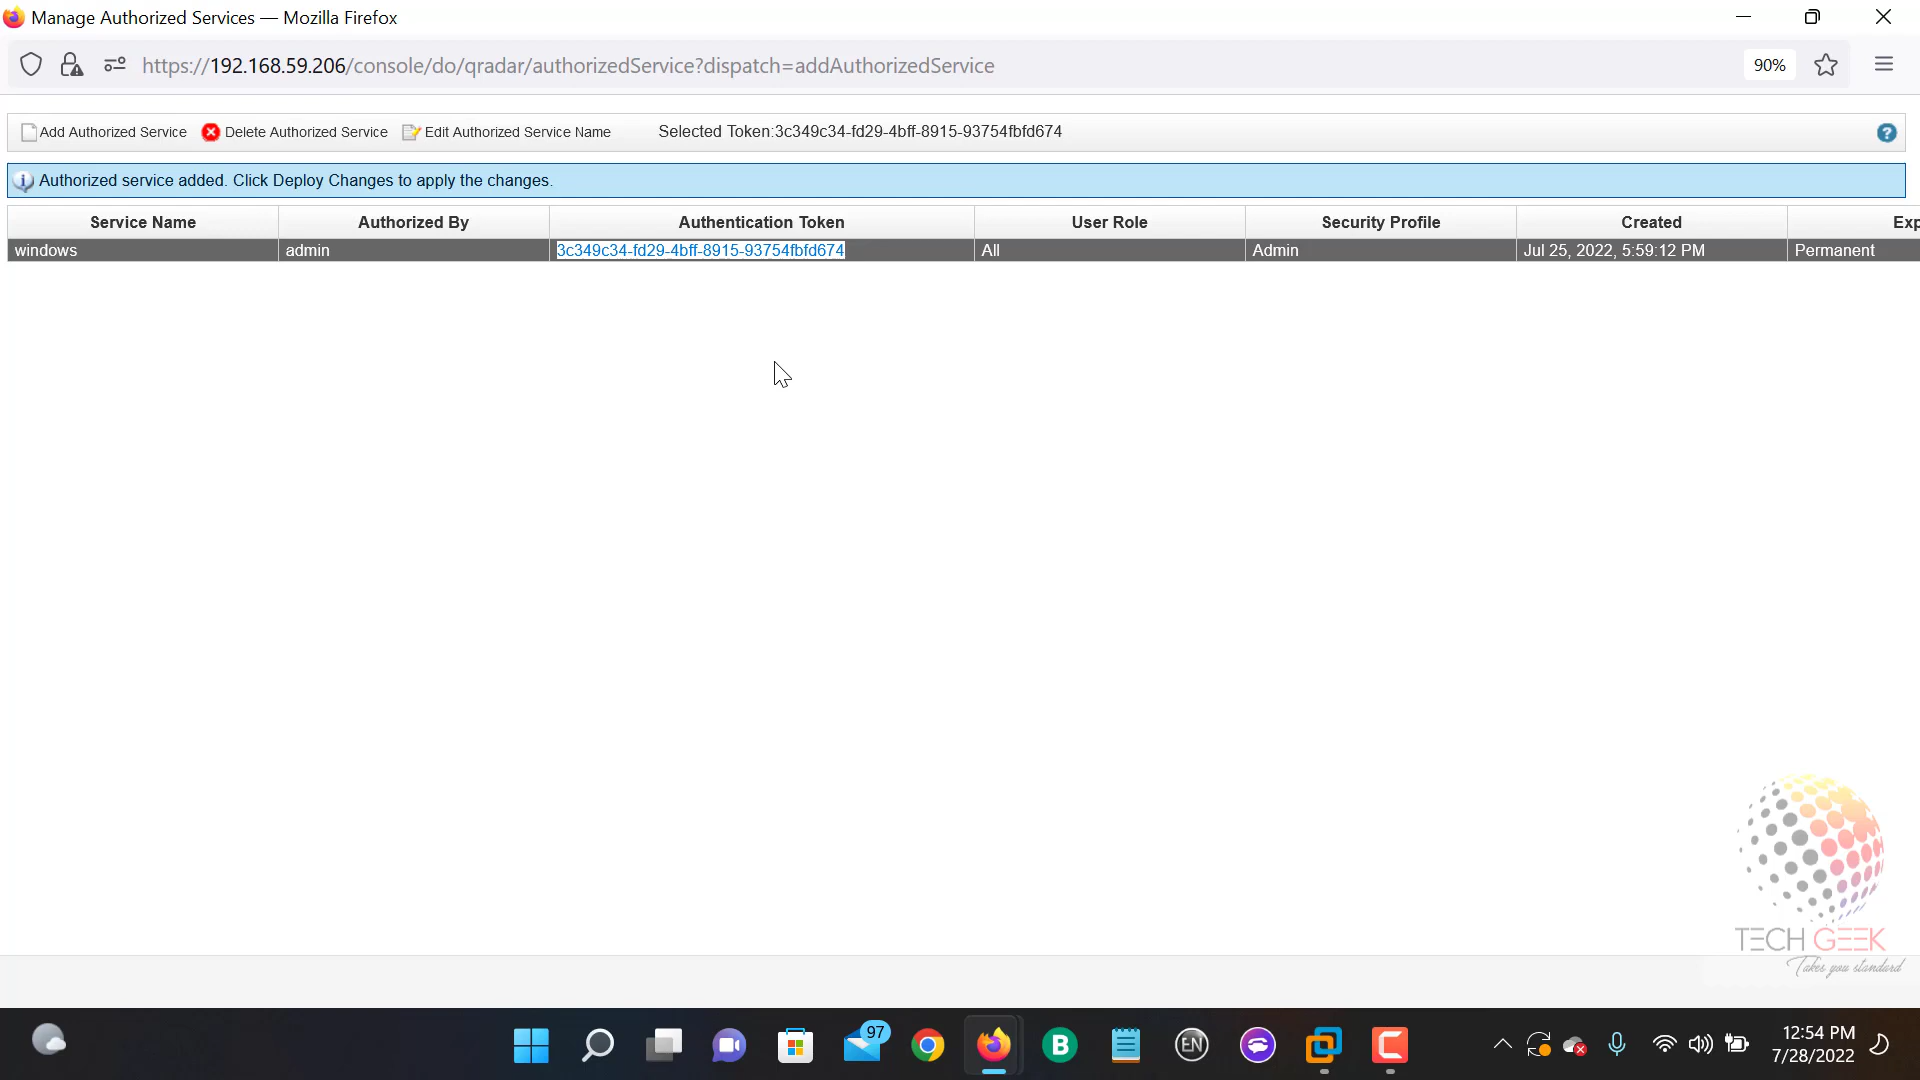 Manage Authorized Services — Mozilla Firefox
https://192.168.59.206/console/do/qradar/authorizedService?dispatch=addAuthorizedService
90%
Add Authorized Service
Delete Authorized Service
Edit Authorized Service Name
Selected Token:3c349c34-fd29-4bff-8915-93754fbfd674
Authorized service added. Click Deploy Changes to apply the changes.
Service Name Authorized By Authentication Token User Role Security Profile Created Exp
windows admin 3c349c34-fd29-4bff-8915-93754fbfd674 All Admin Jul 25, 2022, 5:59:12 PM Permanent
TECH GEEK
Takes you standard
97
B
EN
12:54 PM
7/28/2022